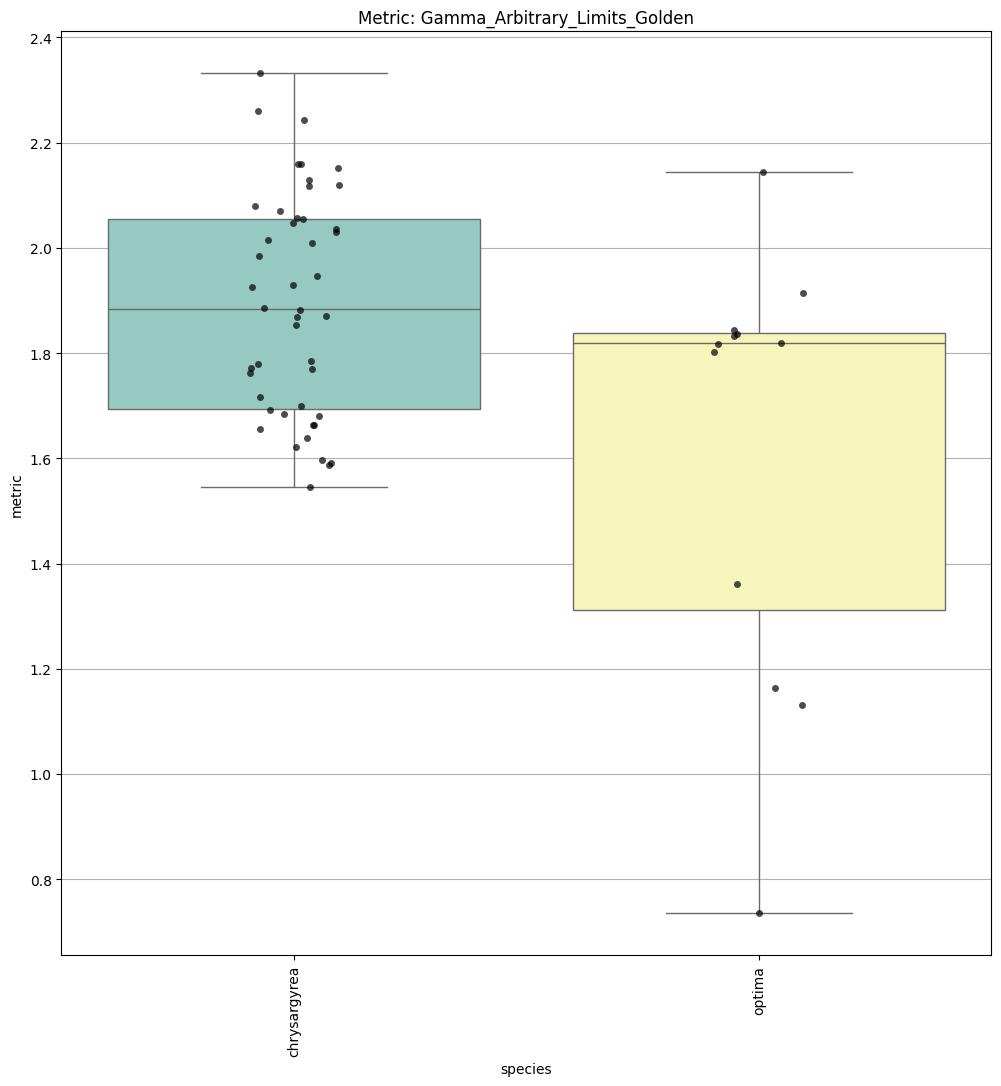 Metric: Gamma_Arbitrary_Limits_Golden
2.4
2.2
2.0
1.8
1.6
1.4
1.2
1.0
0.8
metric
chrysargyrea
optima
species